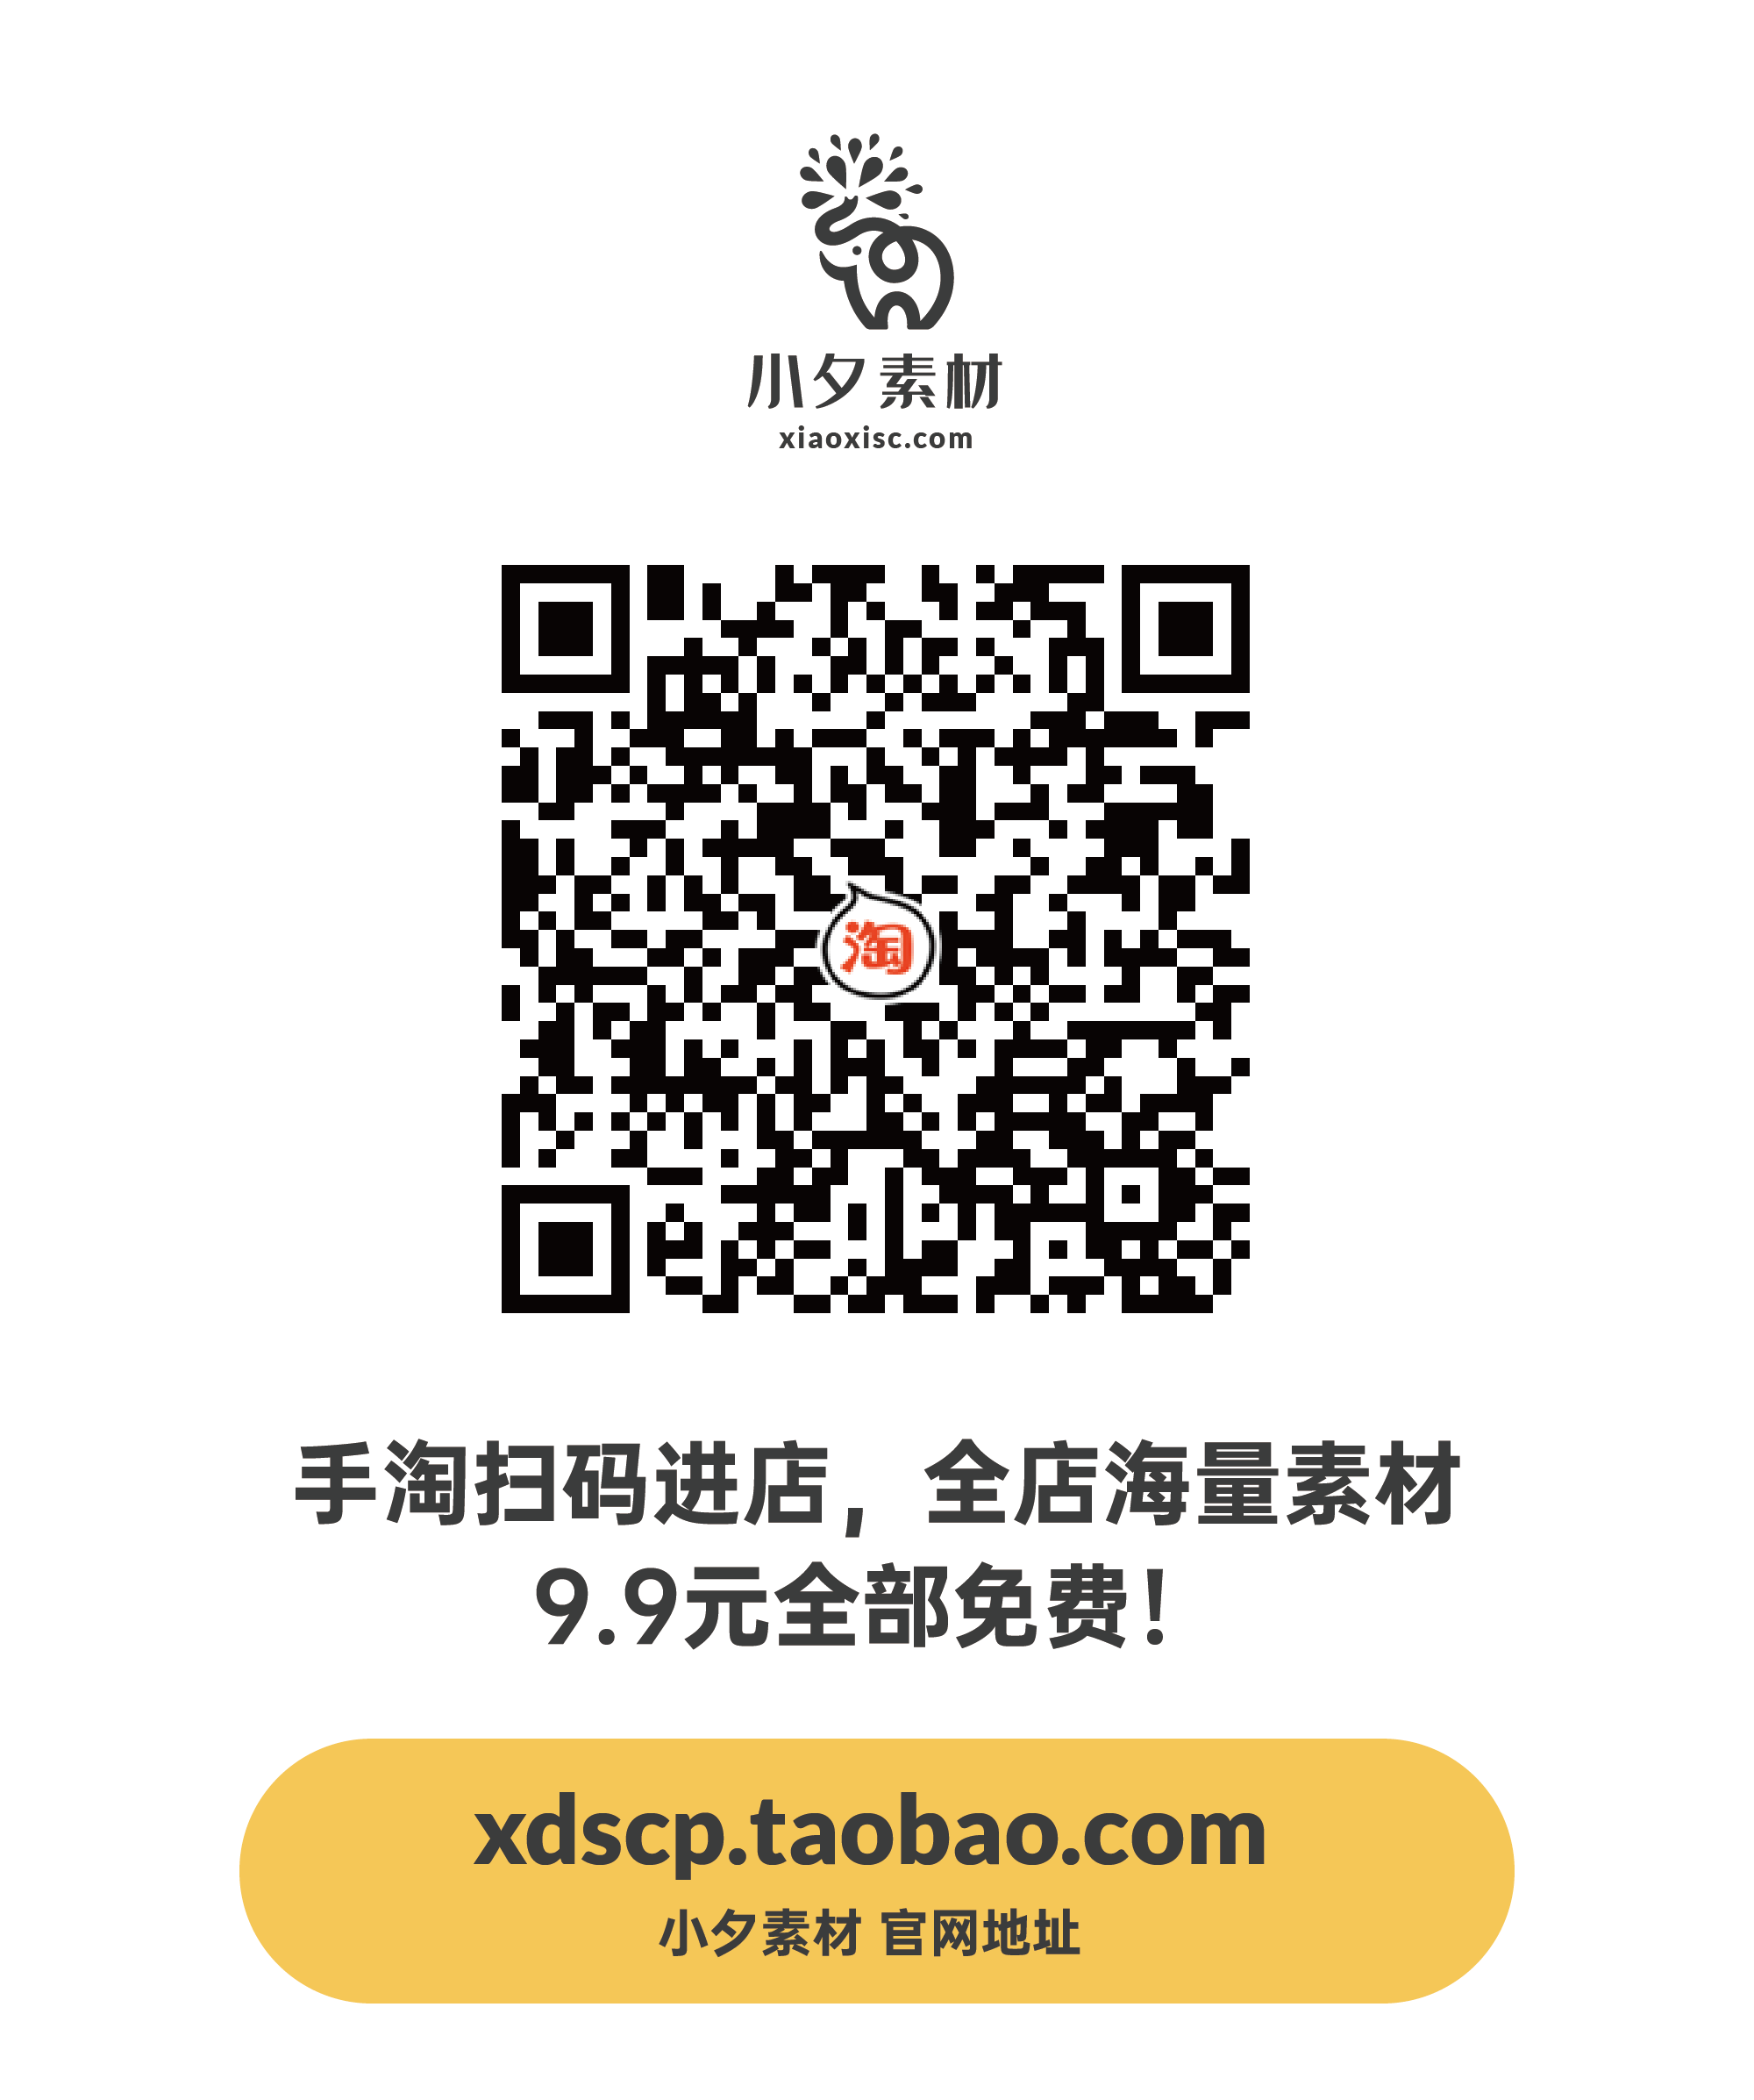 小夕素材
xiaoxisc.com
淘
手淘扫码进店，全店海量素材
9.9元全部免费！
xdscp.taobao.com
小夕素材 官网地址